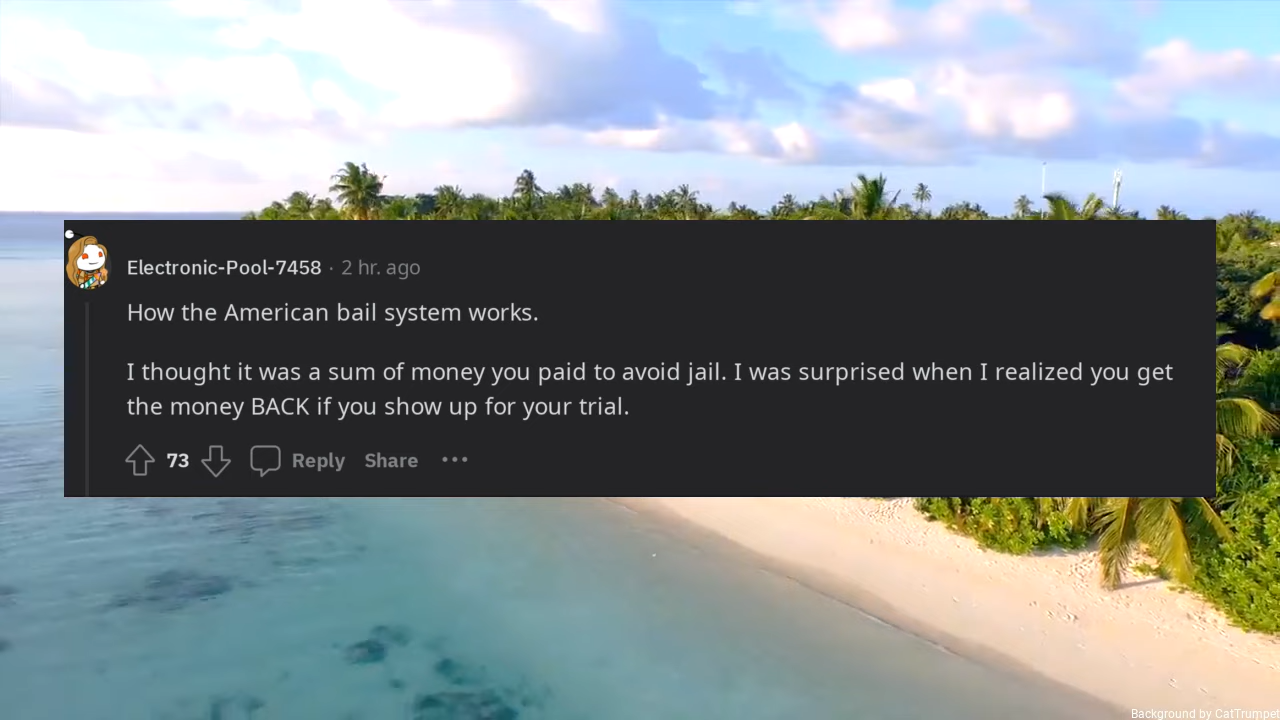 Electronic-Pool-7458 · 2 hr. ago
How the American bail system works.
I thought it was a sum of money you paid to avoid jail. I was surprised when I realized you get
the money BACK if you show up for your trial.
73 Reply Share ···
Background by CatTrumpet